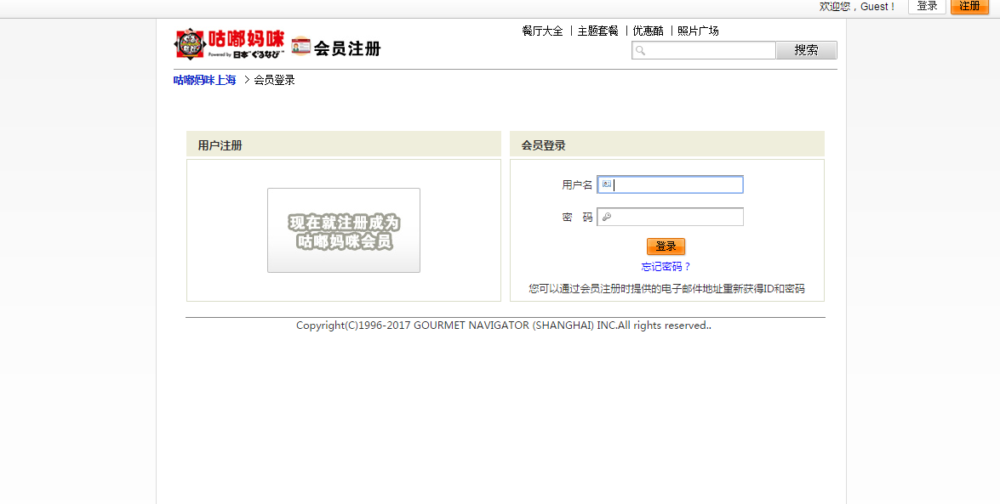 欢迎您，Guest！ 登录 注册
餐厅大全 | 主题套餐 | 优惠酷 | 照片广场
咕嘟妈咪 会员注册
Powered by 日本"ぐるなび"
搜索
咕嘟妈咪上海 > 会员登录
用户注册
会员登录
现在就注册成为
咕嘟妈咪会员
用户名
密 码
登录
忘记密码？
您可以通过会员注册时提供的电子邮件地址重新获得ID和密码
Copyright(C)1996-2017 GOURMET NAVIGATOR (SHANGHAI) INC.All rights reserved..